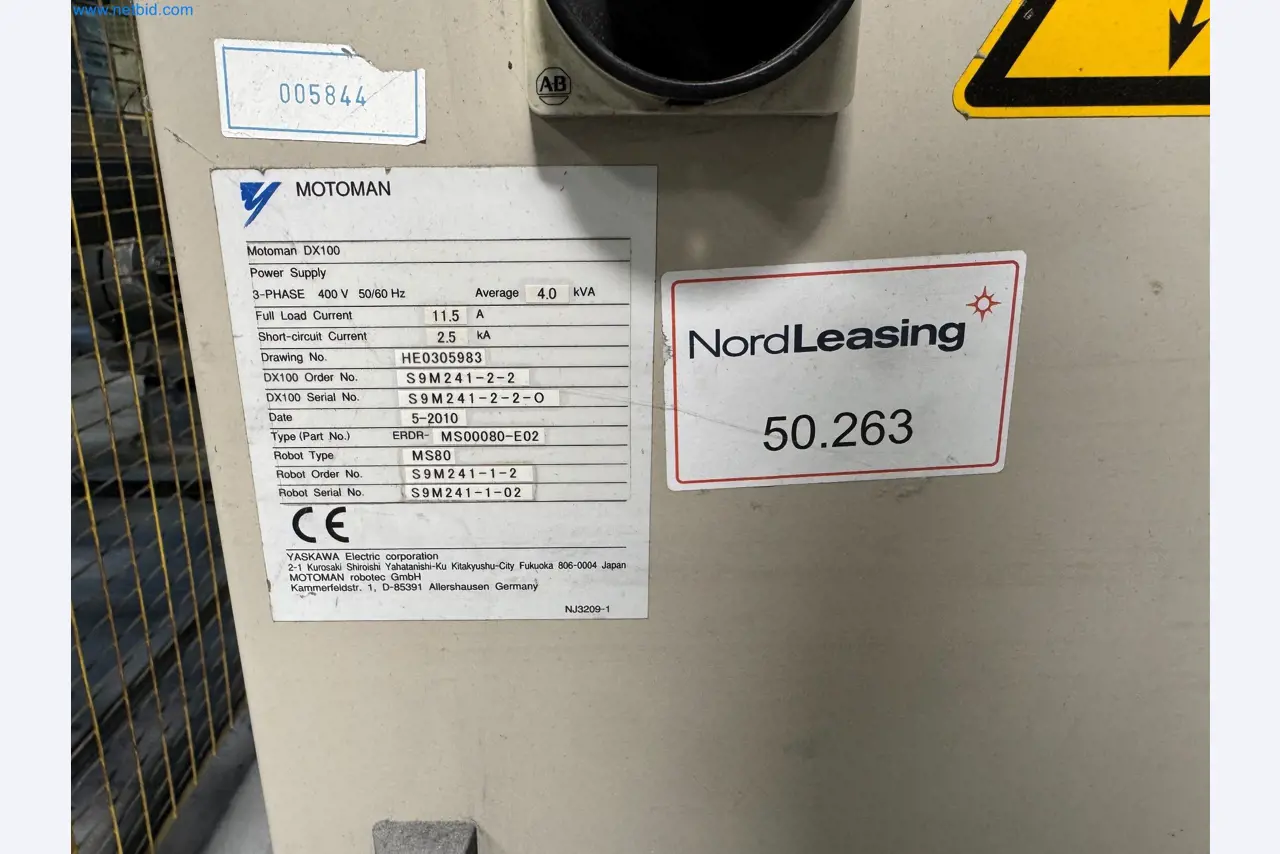 www.netbid.com
AB
005844
MOTOMAN
Motoman DX100
Power Supply
3-PHASE 400 V 50/60 Hz Average 4.0 kVA
Full Load Current 11.5 A
Short-circuit Current 2.5 kA
Drawing No. HE0305983
DX100 Order No. S9M241-2-2
DX100 Serial No. S9M241-2-2-O
Date 5-2010
Type (Part No.) ERDR- MS00080-E02
Robot Type MS80
Robot Order No. S9M241-1-2
Robot Serial No. S9M241-1-02
CE
YASKAWA Electric corporation
2-1 Kurosaki Shiroishi Yahatanishi-Ku Kitakyushu-City Fukuoka 806-0004 Japan
MOTOMAN robotec GmbH
Kammerfeldstr. 1, D-85391 Allershausen Germany
NJ3209-1
NordLeasing
50.263